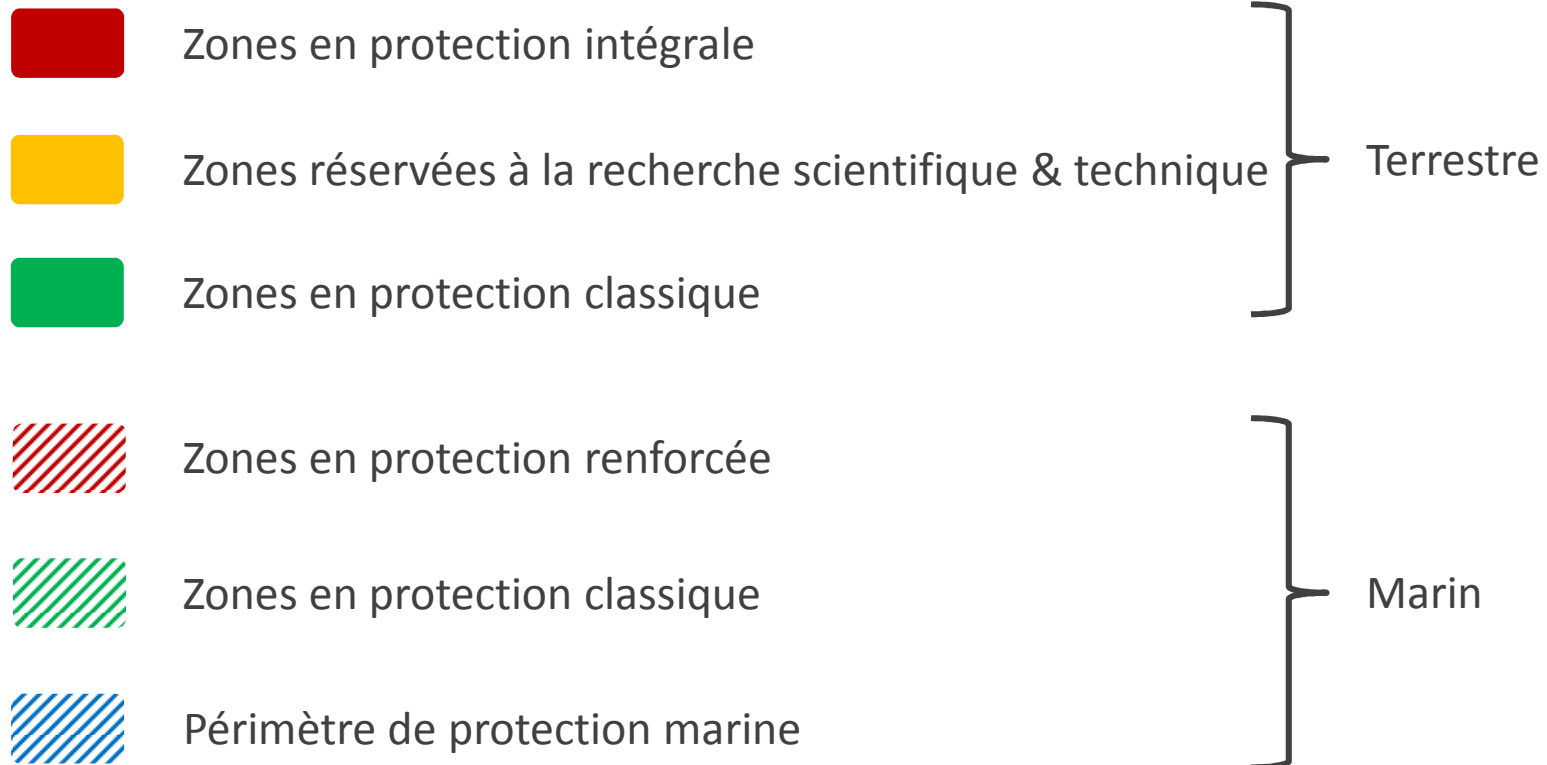 Zones en protection intégrale
Zones réservées à la recherche scientifique & technique
Terrestre
Zones en protection classique
Zones en protection renforcée
Zones en protection classique
Marin
Périmètre de protection marine